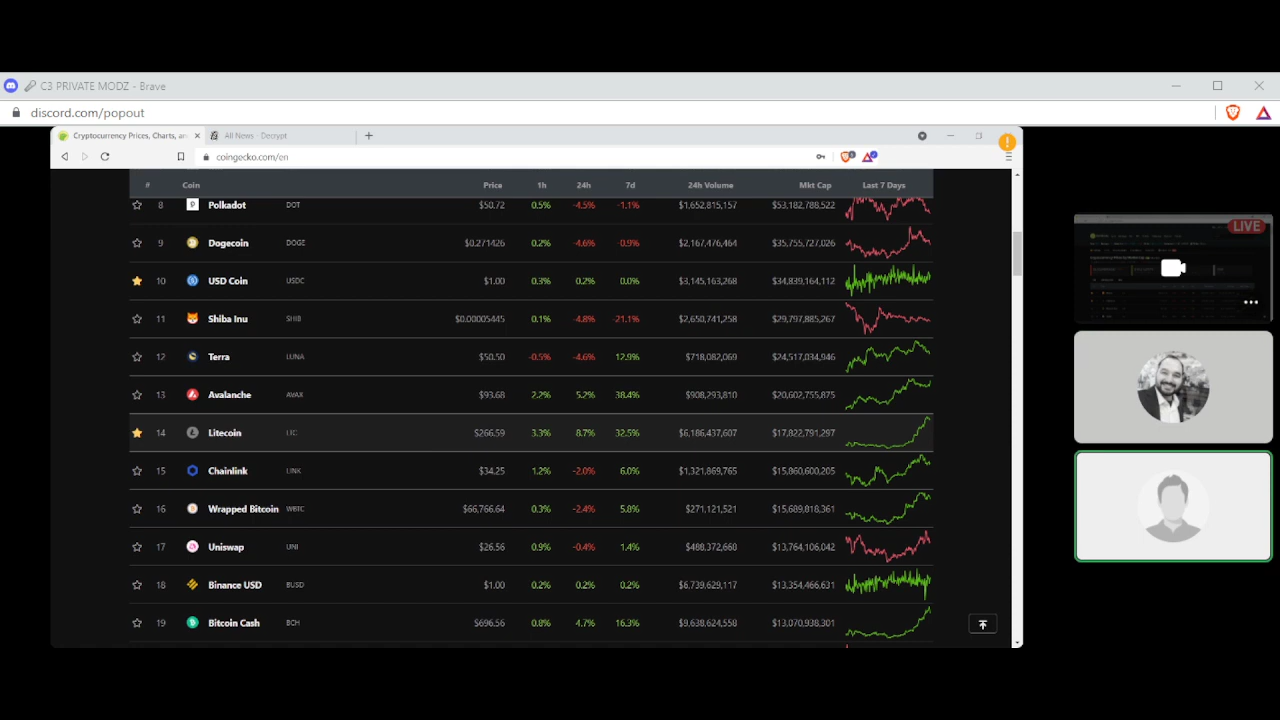 C3 PRIVATE MODZ - Brave
discord.com/popout
Cryptocurrency Prices, Charts, an
All News - Decrypt
coingecko.com/en
# Coin Price 1h 24h 7d 24h Volume Mkt Cap Last 7 Days
8 Polkadot DOT $50.72 0.5% -4.5% -1.1% $1,652,815,157 $53,182,788,522
9 Dogecoin DOGE $0.271426 0.2% -4.6% -0.9% $2,167,476,464 $35,755,727,026
10 USD Coin USDC $1.00 0.3% 0.2% 0.0% $3,145,163,268 $34,839,164,112
11 Shiba Inu SHIB $0.00005445 0.1% -4.8% -21.1% $2,650,741,258 $29,797,885,267
12 Terra LUNA $50.50 -0.5% -4.6% 12.9% $718,082,069 $24,517,034,946
13 Avalanche AVAX $93.68 2.2% 5.2% 38.4% $908,293,810 $20,602,755,875
14 Litecoin LTC $266.59 3.3% 8.7% 32.5% $6,186,437,607 $17,822,791,297
15 Chainlink LINK $34.25 1.2% -2.0% 6.0% $1,321,869,765 $15,860,600,205
16 Wrapped Bitcoin WBTC $66,766.64 0.3% -2.4% 5.8% $271,121,521 $15,689,818,361
17 Uniswap UNI $26.56 0.9% -0.4% 1.4% $488,372,660 $13,764,106,042
18 Binance USD BUSD $1.00 0.2% 0.2% 0.2% $6,739,629,117 $13,354,466,631
19 Bitcoin Cash BCH $696.56 0.8% 4.7% 16.3% $9,638,624,558 $13,070,938,301
LIVE